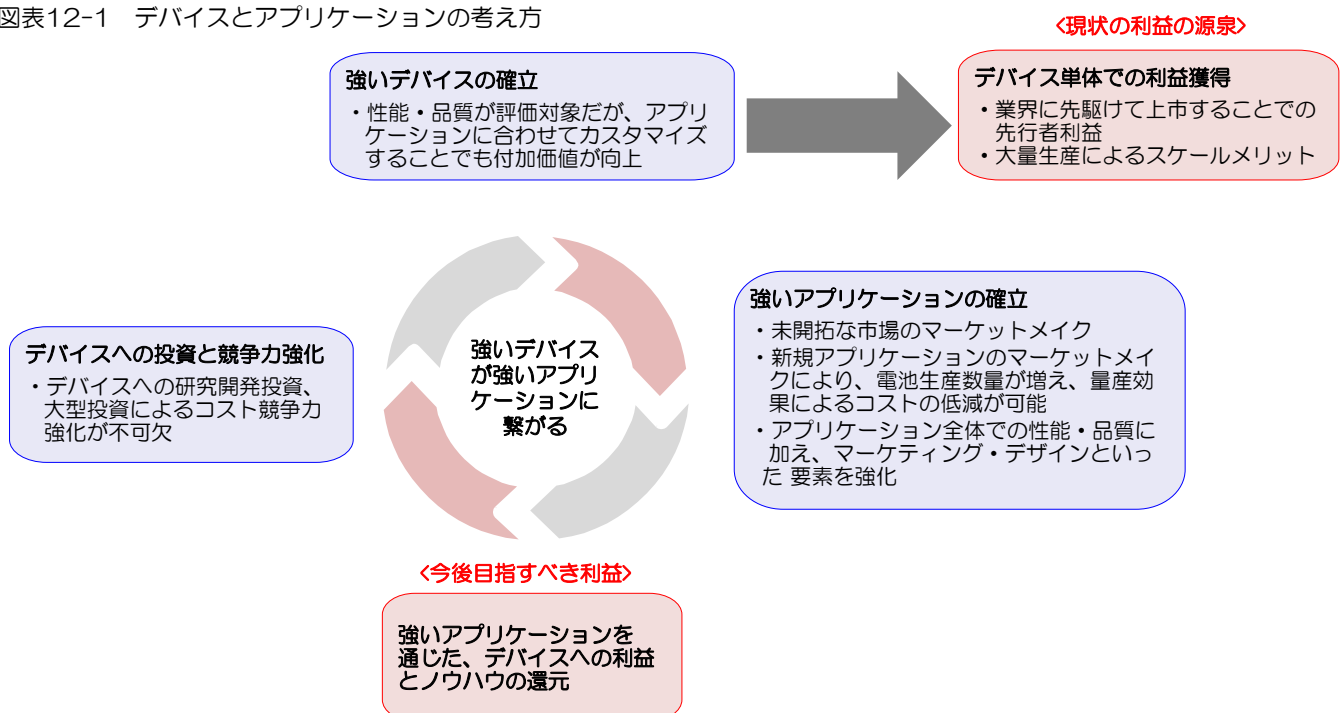 図表12-1 デバイスとアプリケーションの考え方
<現状の利益の源泉>
強いデバイスの確立
・性能・品質が評価対象だが、アプリ
ケーションに合わせてカスタマイズ
することでも付加価値が向上
デバイス単体での利益獲得
・業界に先駆けて上市することでの
先行者利益
・大量生産によるスケールメリット
強いデバイス
が強いアプリ
ケーションに
繋がる
強いアプリケーションの確立
・未開拓な市場のマーケットメイク
・新規アプリケーションのマーケットメイ
クにより、電池生産数量が増え、量産効
果によるコストの低減が可能
・アプリケーション全体での性能・品質に
加え、マーケティング・デザインといっ
た 要素を強化
デバイスへの投資と競争力強化
・デバイスへの研究開発投資、
大型投資によるコスト競争力
強化が不可欠
<今後目指すべき利益>
強いアプリケーションを
通じた、デバイスへの利益
とノウハウの還元